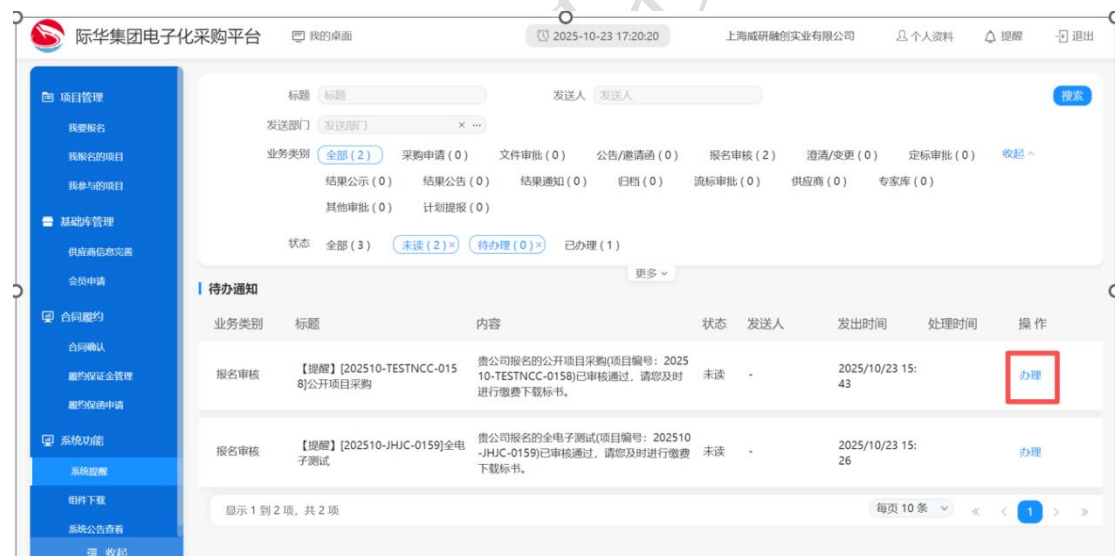 际华集团电子化采购平台 我的桌面 2025-10-23 17:20:20 上海威研融创实业有限公司 个人资料 提醒 退出
项目管理
我要报名
我报名的项目
我参与的项目
基础库管理
供应商信息完善
会员申请
合同履约
合同确认
履约保证金管理
履约保函申请
系统功能
系统提醒
组件下载
系统公告查看
收起
标题 标题 发送人 发送人 搜索
发送部门 发送部门 × ···
业务类别 全部(2) 采购申请(0) 文件审批(0) 公告/邀请函(0) 报名审核(2) 澄清/变更(0) 定标审批(0) 收起
结果公示(0) 结果公告(0) 结果通知(0) 归档(0) 流标审批(0) 供应商(0) 专家库(0)
其他审批(0) 计划提报(0)
状态 全部(3) 未读(2)× 待办理(0)× 已办理(1)
更多
待办通知
业务类别 标题 内容 状态 发送人 发出时间 处理时间 操作
报名审核 【提醒】[202510-TESTNCC-015
8]公开项目采购 贵公司报名的公开项目采购(项目编号：2025
10-TESTNCC-0158)已审核通过，请您及时
进行缴费下载标书。 未读 - 2025/10/23 15:
43 办理
报名审核 【提醒】[202510-JHJC-0159]全电
子测试 贵公司报名的全电子测试(项目编号：202510
-JHJC-0159)已审核通过，请您及时进行缴费
下载标书。 未读 - 2025/10/23 15:
26 办理
显示 1 到 2 项，共 2 项 每页 10 条 « ‹ 1 › »